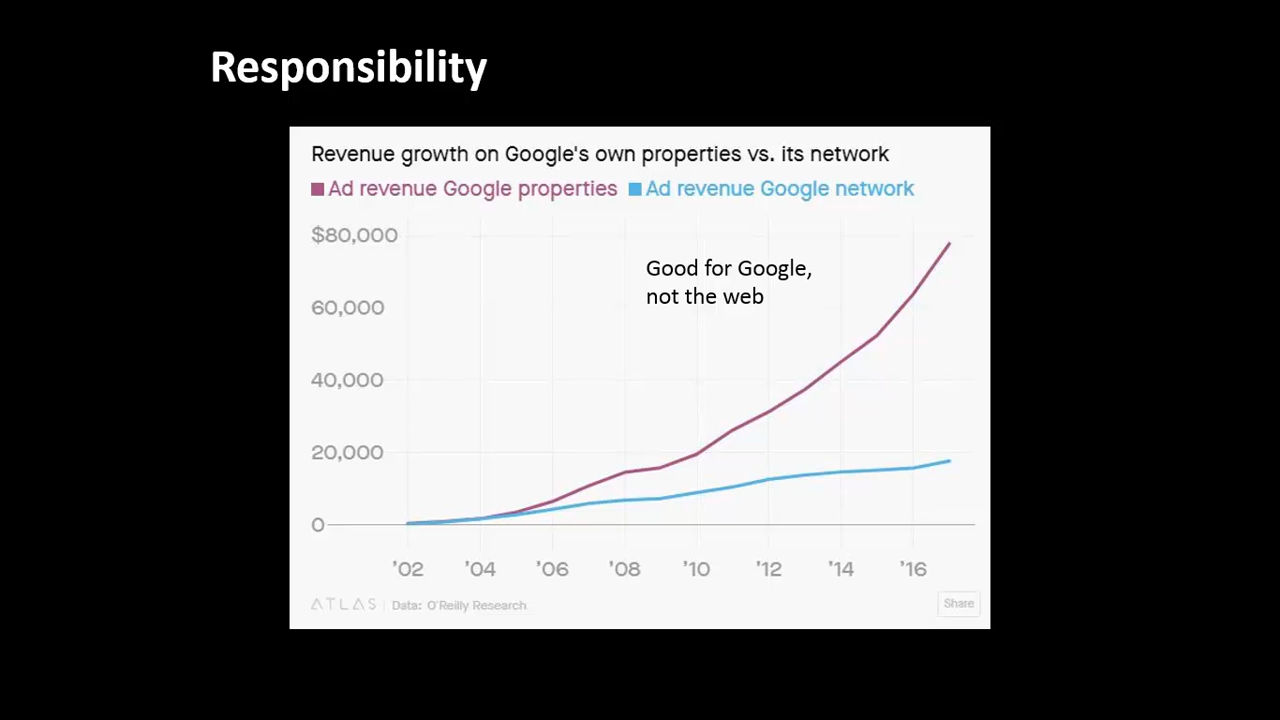 Responsibility
Revenue growth on Google's own properties vs. its network
Ad revenue Google properties Ad revenue Google network
$80,000
Good for Google,
not the web
60,000
40,000
20,000
0
'02 '04 '06 '08 '10 '12 '14 '16
ATLAS | Data: O'Reilly Research
Share